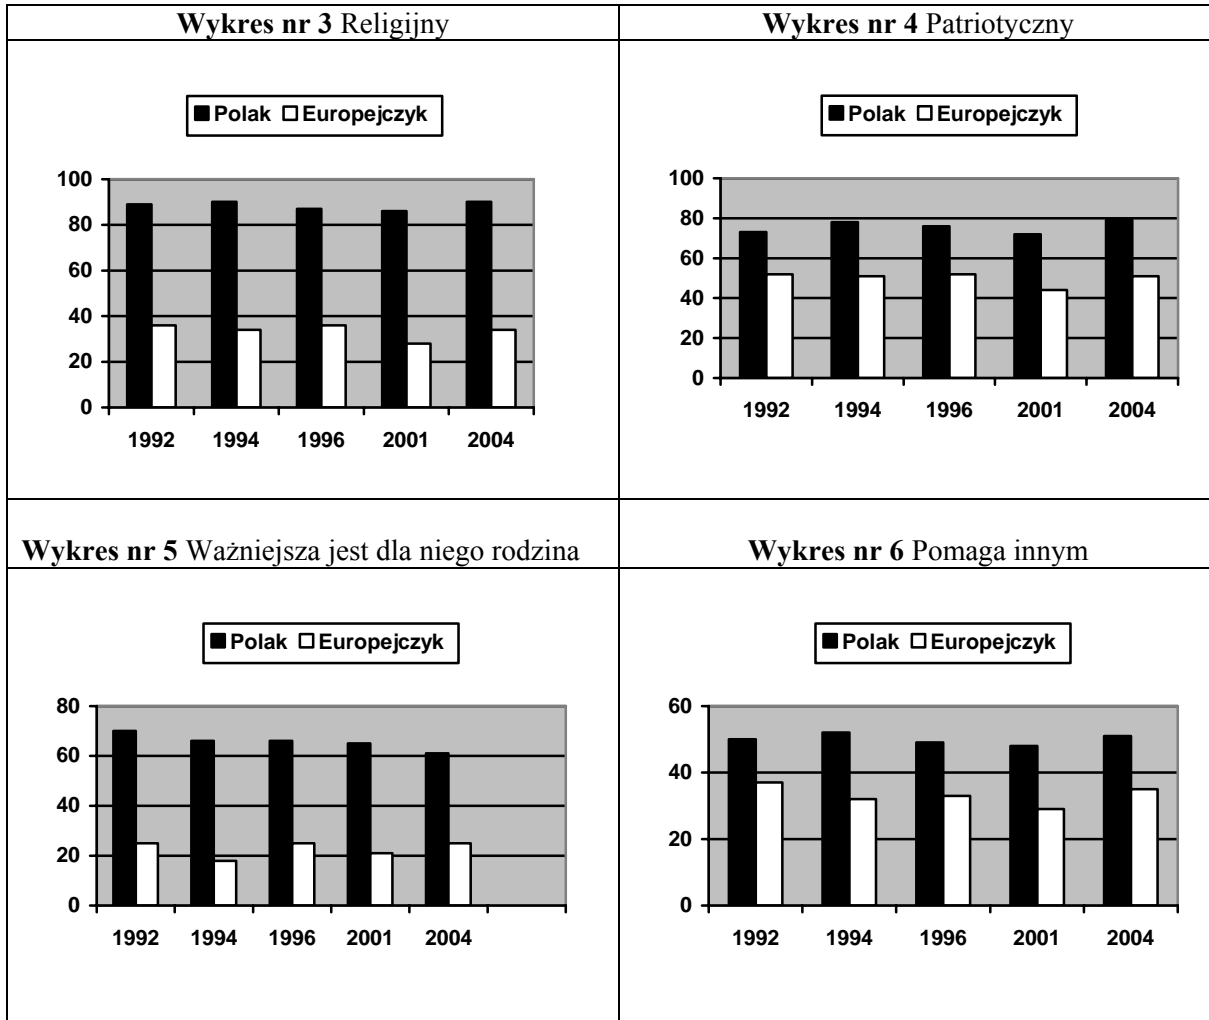 Wykres nr 3 Religijny
Wykres nr 4 Patriotyczny
Polak Europejczyk
100
80
60
40
20
0
1992 1994 1996 2001 2004
Polak Europejczyk
100
80
60
40
20
0
1992 1994 1996 2001 2004
Wykres nr 5 Ważniejsza jest dla niego rodzina
Wykres nr 6 Pomaga innym
Polak Europejczyk
80
60
40
20
0
1992 1994 1996 2001 2004
Polak Europejczyk
60
40
20
0
1992 1994 1996 2001 2004